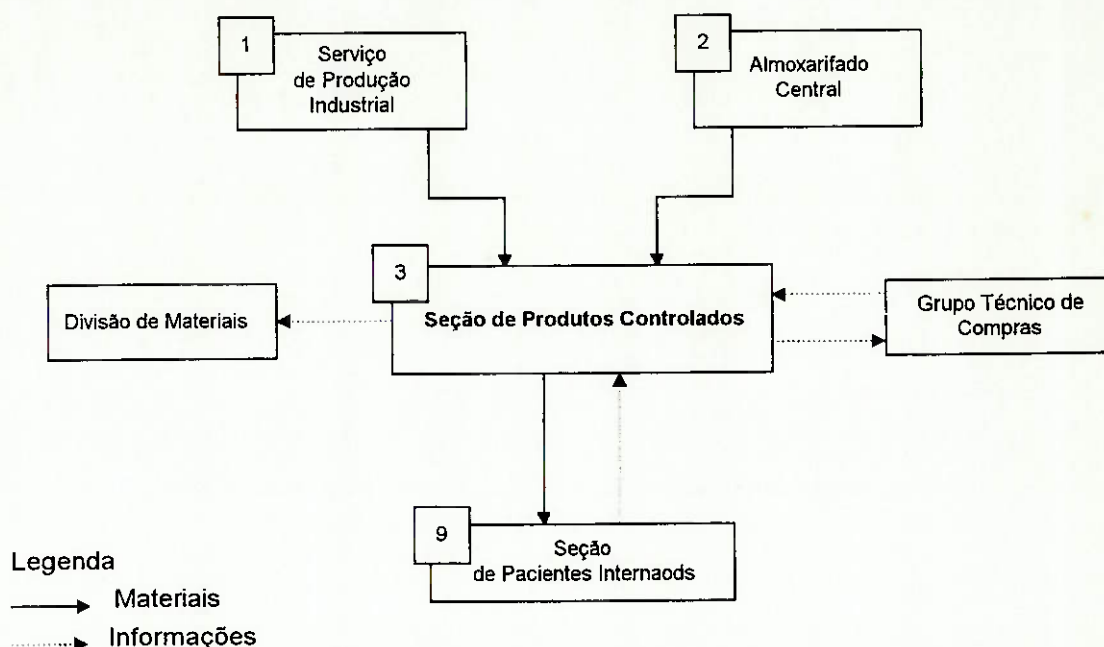 1
Serviço
de Produção
Industrial
2
Almoxarifado
Central
3
Seção de Produtos Controlados
Divisão de Materiais
Grupo Técnico de
Compras
9
Seção
de Pacientes Internaods
Legenda
Materiais
Informações